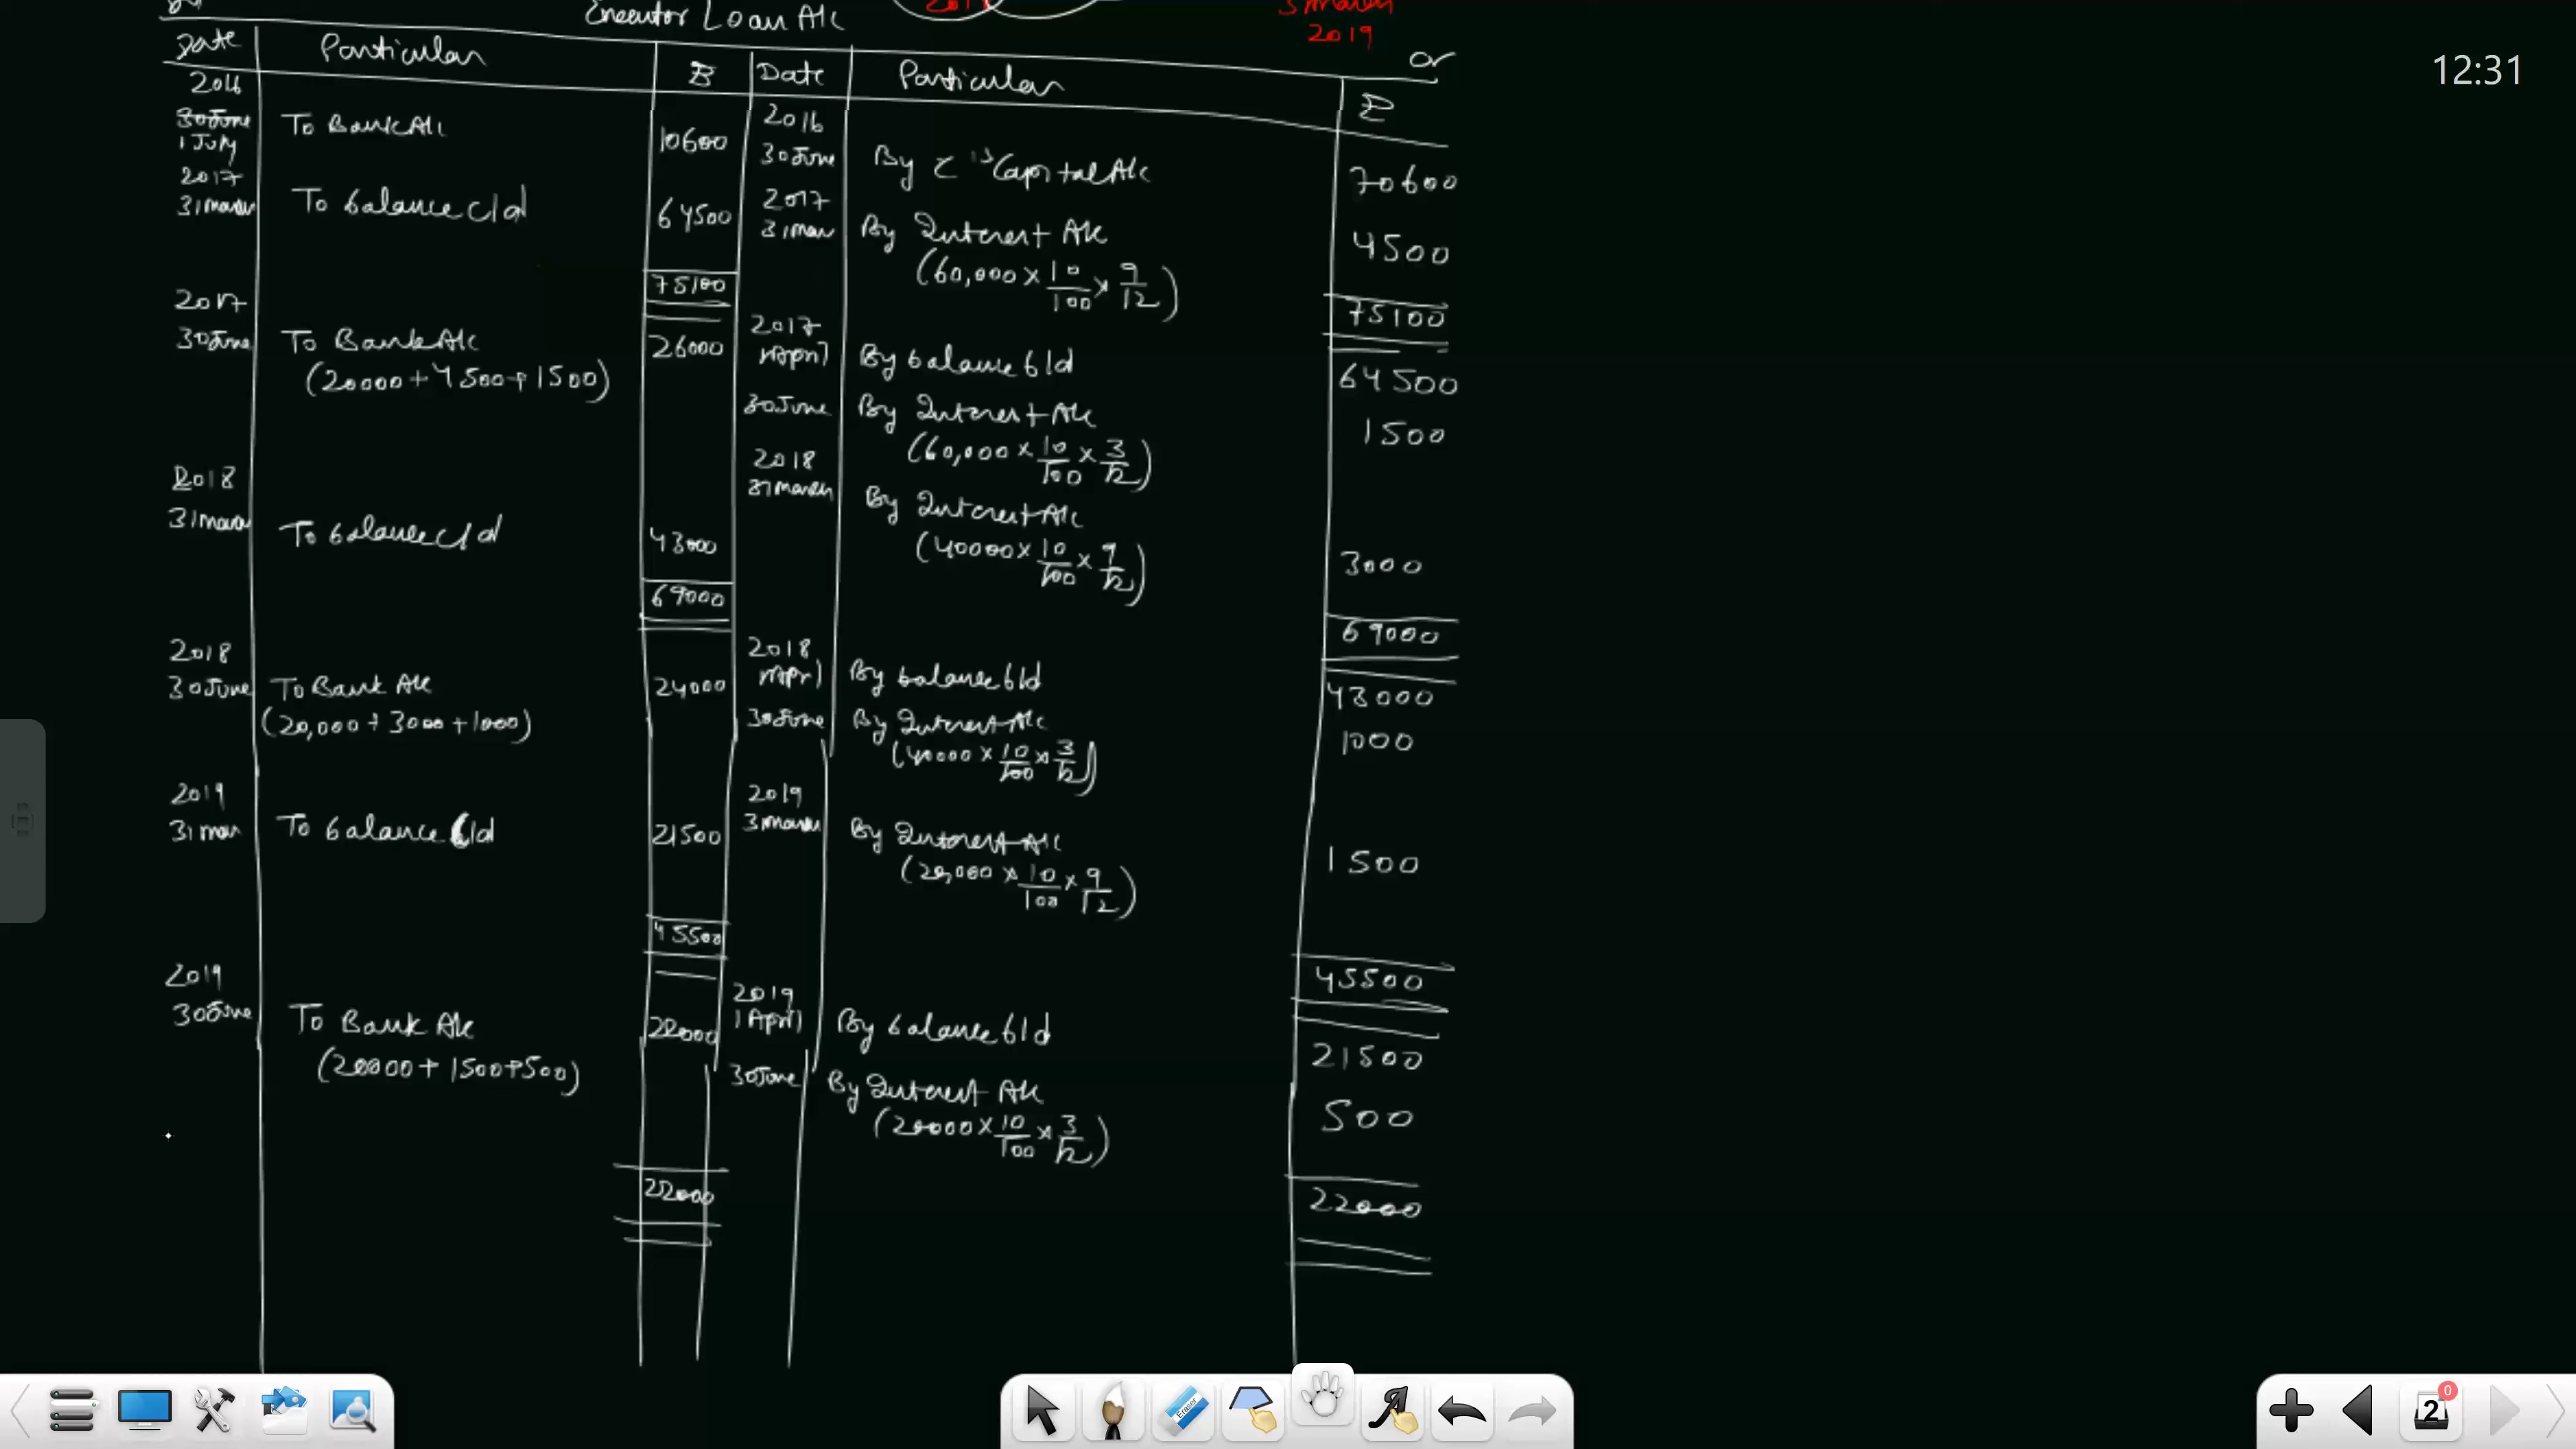 Executor Loan A/c
2019
31 March
2019
Dr
12:31
Date Particular ₹ Date Particular ₹
2016 2016
30 June
1 July To Bank A/c 10600 30 June By C's Capital A/c 70600
2017 2017
31 March To balance c/d 64500 31 Mar By Interest A/c 4500
(60,000 × 10/100 × 9/12)
75100 75100
2017 2017
30 June To Bank A/c 26000 1 April By balance b/d 64500
(20000 + 4500 + 1500) 30 June By Interest A/c 1500
(60,000 × 10/100 × 3/12)
2018 2018
31 March To balance c/d 43000 31 March By Interest A/c 3000
(40000 × 10/100 × 9/12)
69000 69000
2018 2018
30 June To Bank A/c 24000 1 Apri) By balance b/d 43000
(20,000 + 3000 + 1000) 30 June By Interest A/c 1000
(40000 × 10/100 × 3/12)
2019 2019
31 Mar To balance c/d 21500 31 March By Interest A/c 1500
(20,000 × 10/100 × 9/12)
45500 45500
2019 2019
30 June To Bank A/c 22000 1 April By balance b/d 21500
(20000 + 1500 + 500) 30 June By Interest A/c 500
(20000 × 10/100 × 3/12)
22000 22000
Eraser
2
0